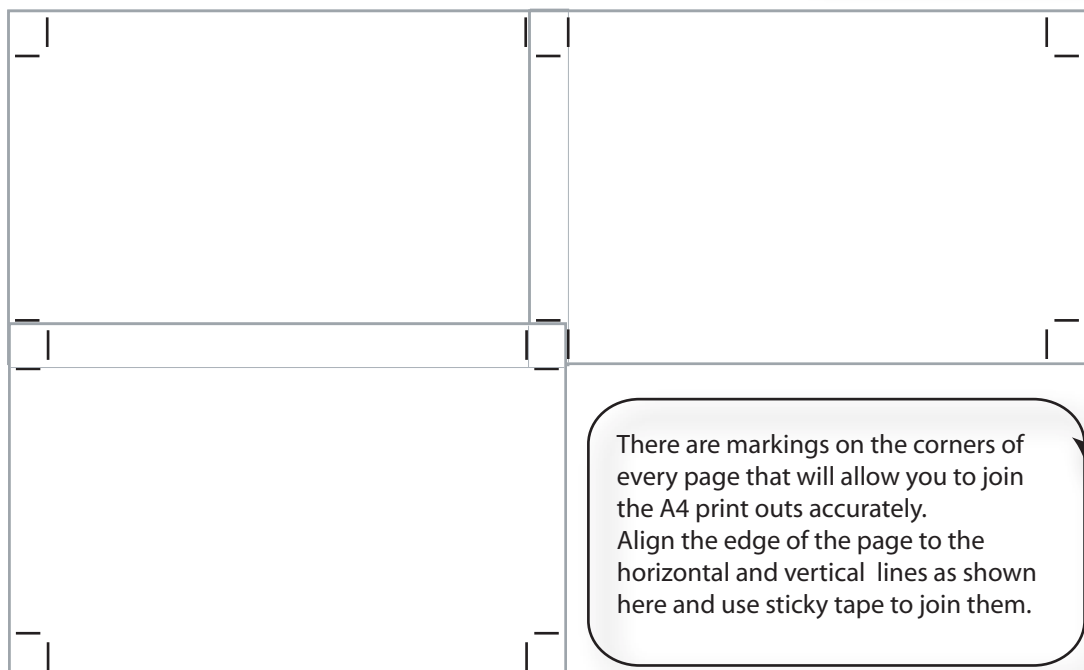 There are markings on the corners of
every page that will allow you to join
the A4 print outs accurately.
Align the edge of the page to the
horizontal and vertical  lines as shown
here and use sticky tape to join them.